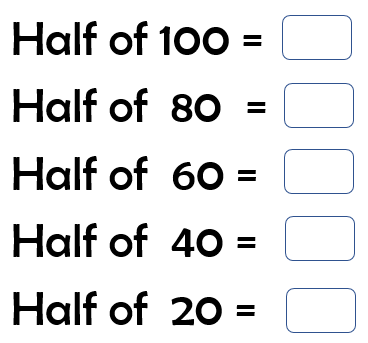 Half of 100 =
Half of 80 =
Half of 60 =
Half of 40 =
Half of 20 =